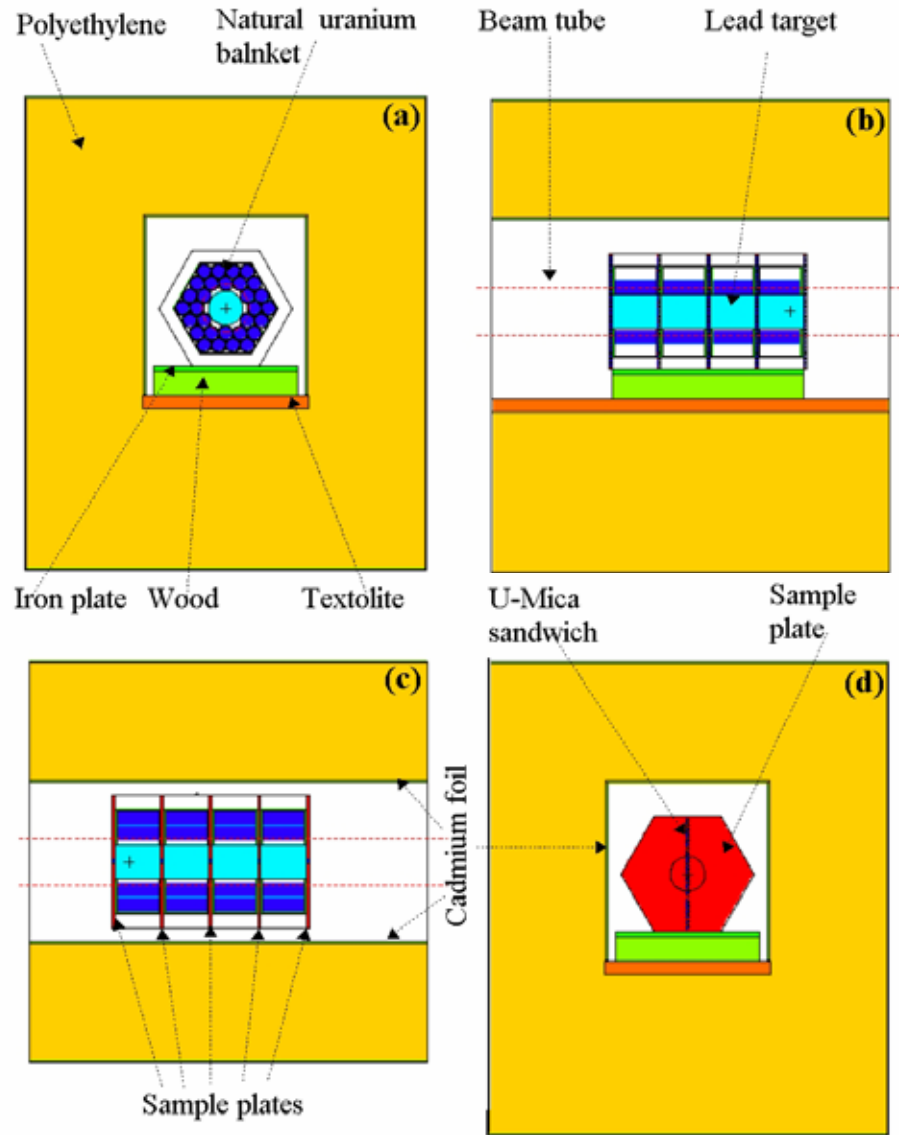 Polyethylene
Natural uranium
balnket
Beam tube
Lead target
(a)
(b)
Iron plate
Wood
Textolite
U-Mica
sandwich
Sample
plate
(c)
(d)
Cadmium foil
Sample plates